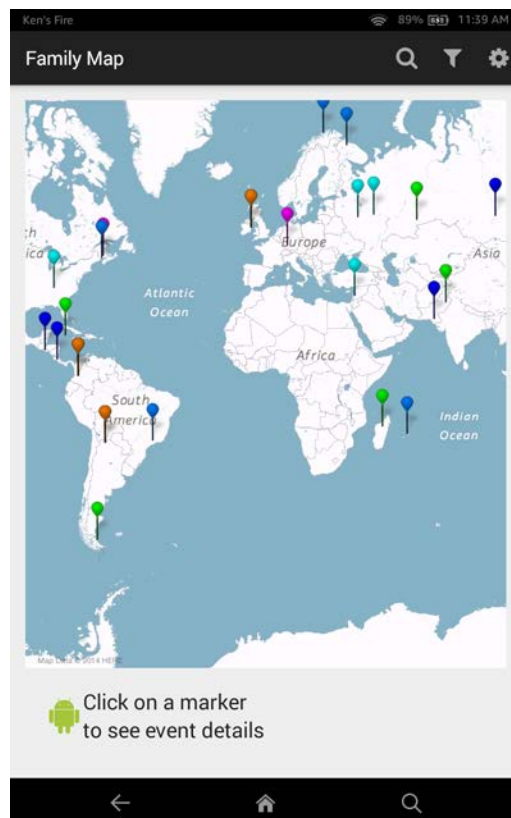 Ken's Fire 89% 11:39 AM
Family Map
Europe
Asia
Atlantic
Ocean
Africa
South
America
Indian
Ocean
Map Data © 2014 HERE
Click on a marker
to see event details